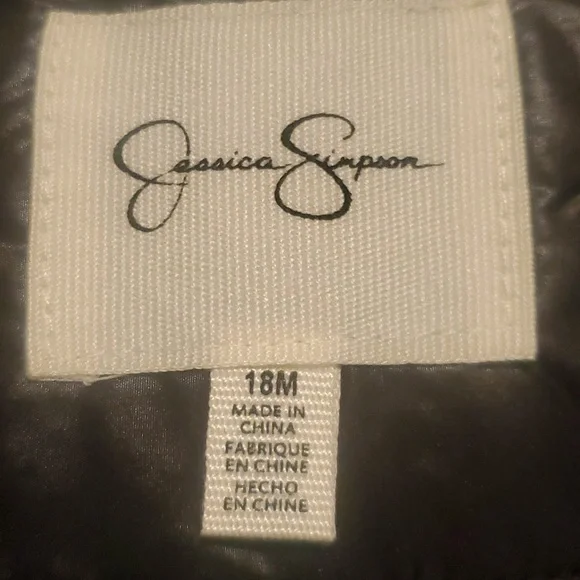 Jessica Simpson
18M
MADE IN
CHINA
FABRIQUE
EN CHINE
HECHO
EN CHINE